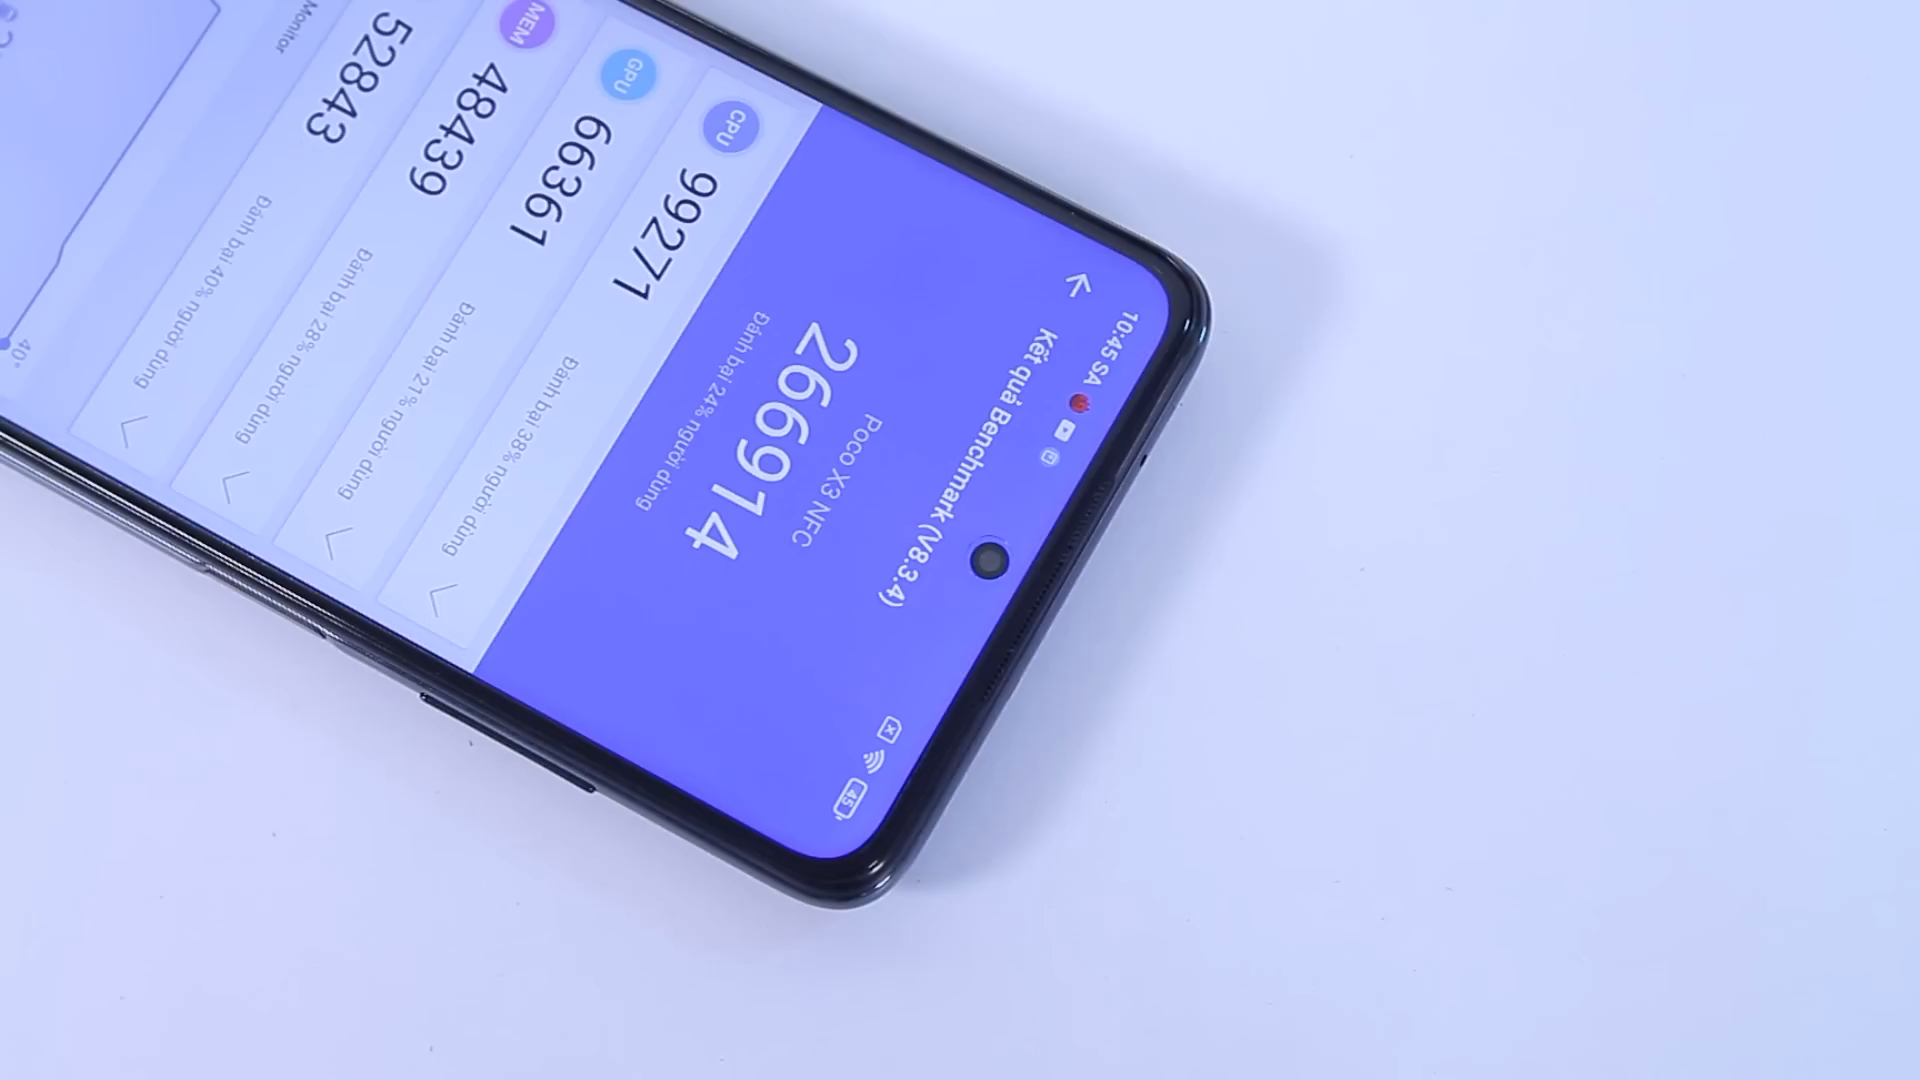 10:45 SA
45
Kết quả Benchmark (V8.3.4)
Poco X3 NFC
266914
Đánh bại 24% người dùng
CPU
99271
Đánh bại 38% người dùng
GPU
66361
Đánh bại 21% người dùng
MEM
48439
Đánh bại 28% người dùng
52843
Đánh bại 40% người dùng
Monitor
40°